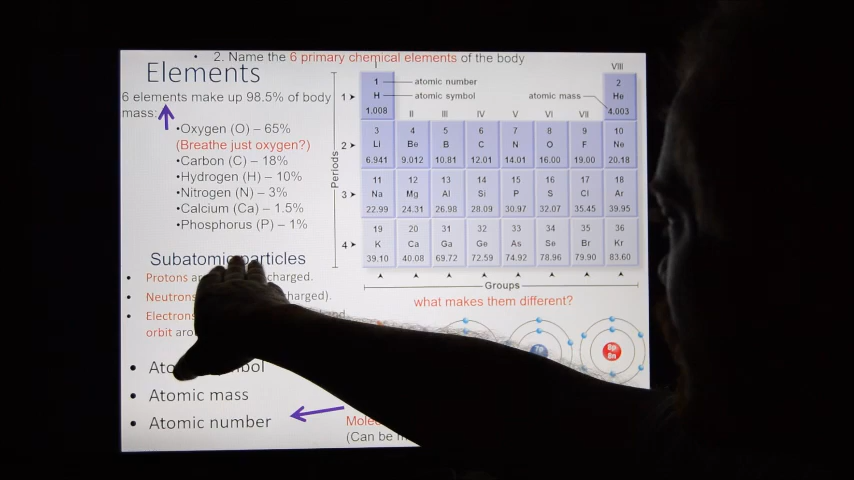 • 2. Name the 6 primary chemical elements of the body
Elements
6 elements make up 98.5% of body
mass:
•Oxygen (O) – 65%
(Breathe just oxygen?)
•Carbon (C) – 18%
•Hydrogen (H) – 10%
•Nitrogen (N) – 3%
•Calcium (Ca) – 1.5%
•Phosphorus (P) – 1%
Subatomic particles
• Protons charged.
• Neutrons charged).
• Electrons
orbit
• Atomic symbol
• Atomic mass
• Atomic number
I VIII
1 atomic number 2
1 H atomic symbol atomic mass He
1.008 II III IV V VI VII 4.003
3 4 5 6 7 8 9 10
2 Li Be B C N O F Ne
6.941 9.012 10.81 12.01 14.01 16.00 19.00 20.18
Periods
11 12 13 14 15 16 17 18
3 Na Mg Al Si P S Cl Ar
22.99 24.31 26.98 28.09 30.97 32.07 35.45 39.95
19 20 31 32 33 34 35 36
4 K Ca Ga Ge As Se Br Kr
39.10 40.08 69.72 72.59 74.92 78.96 79.90 83.60
Groups
what makes them different?
8p
8n
(Can be